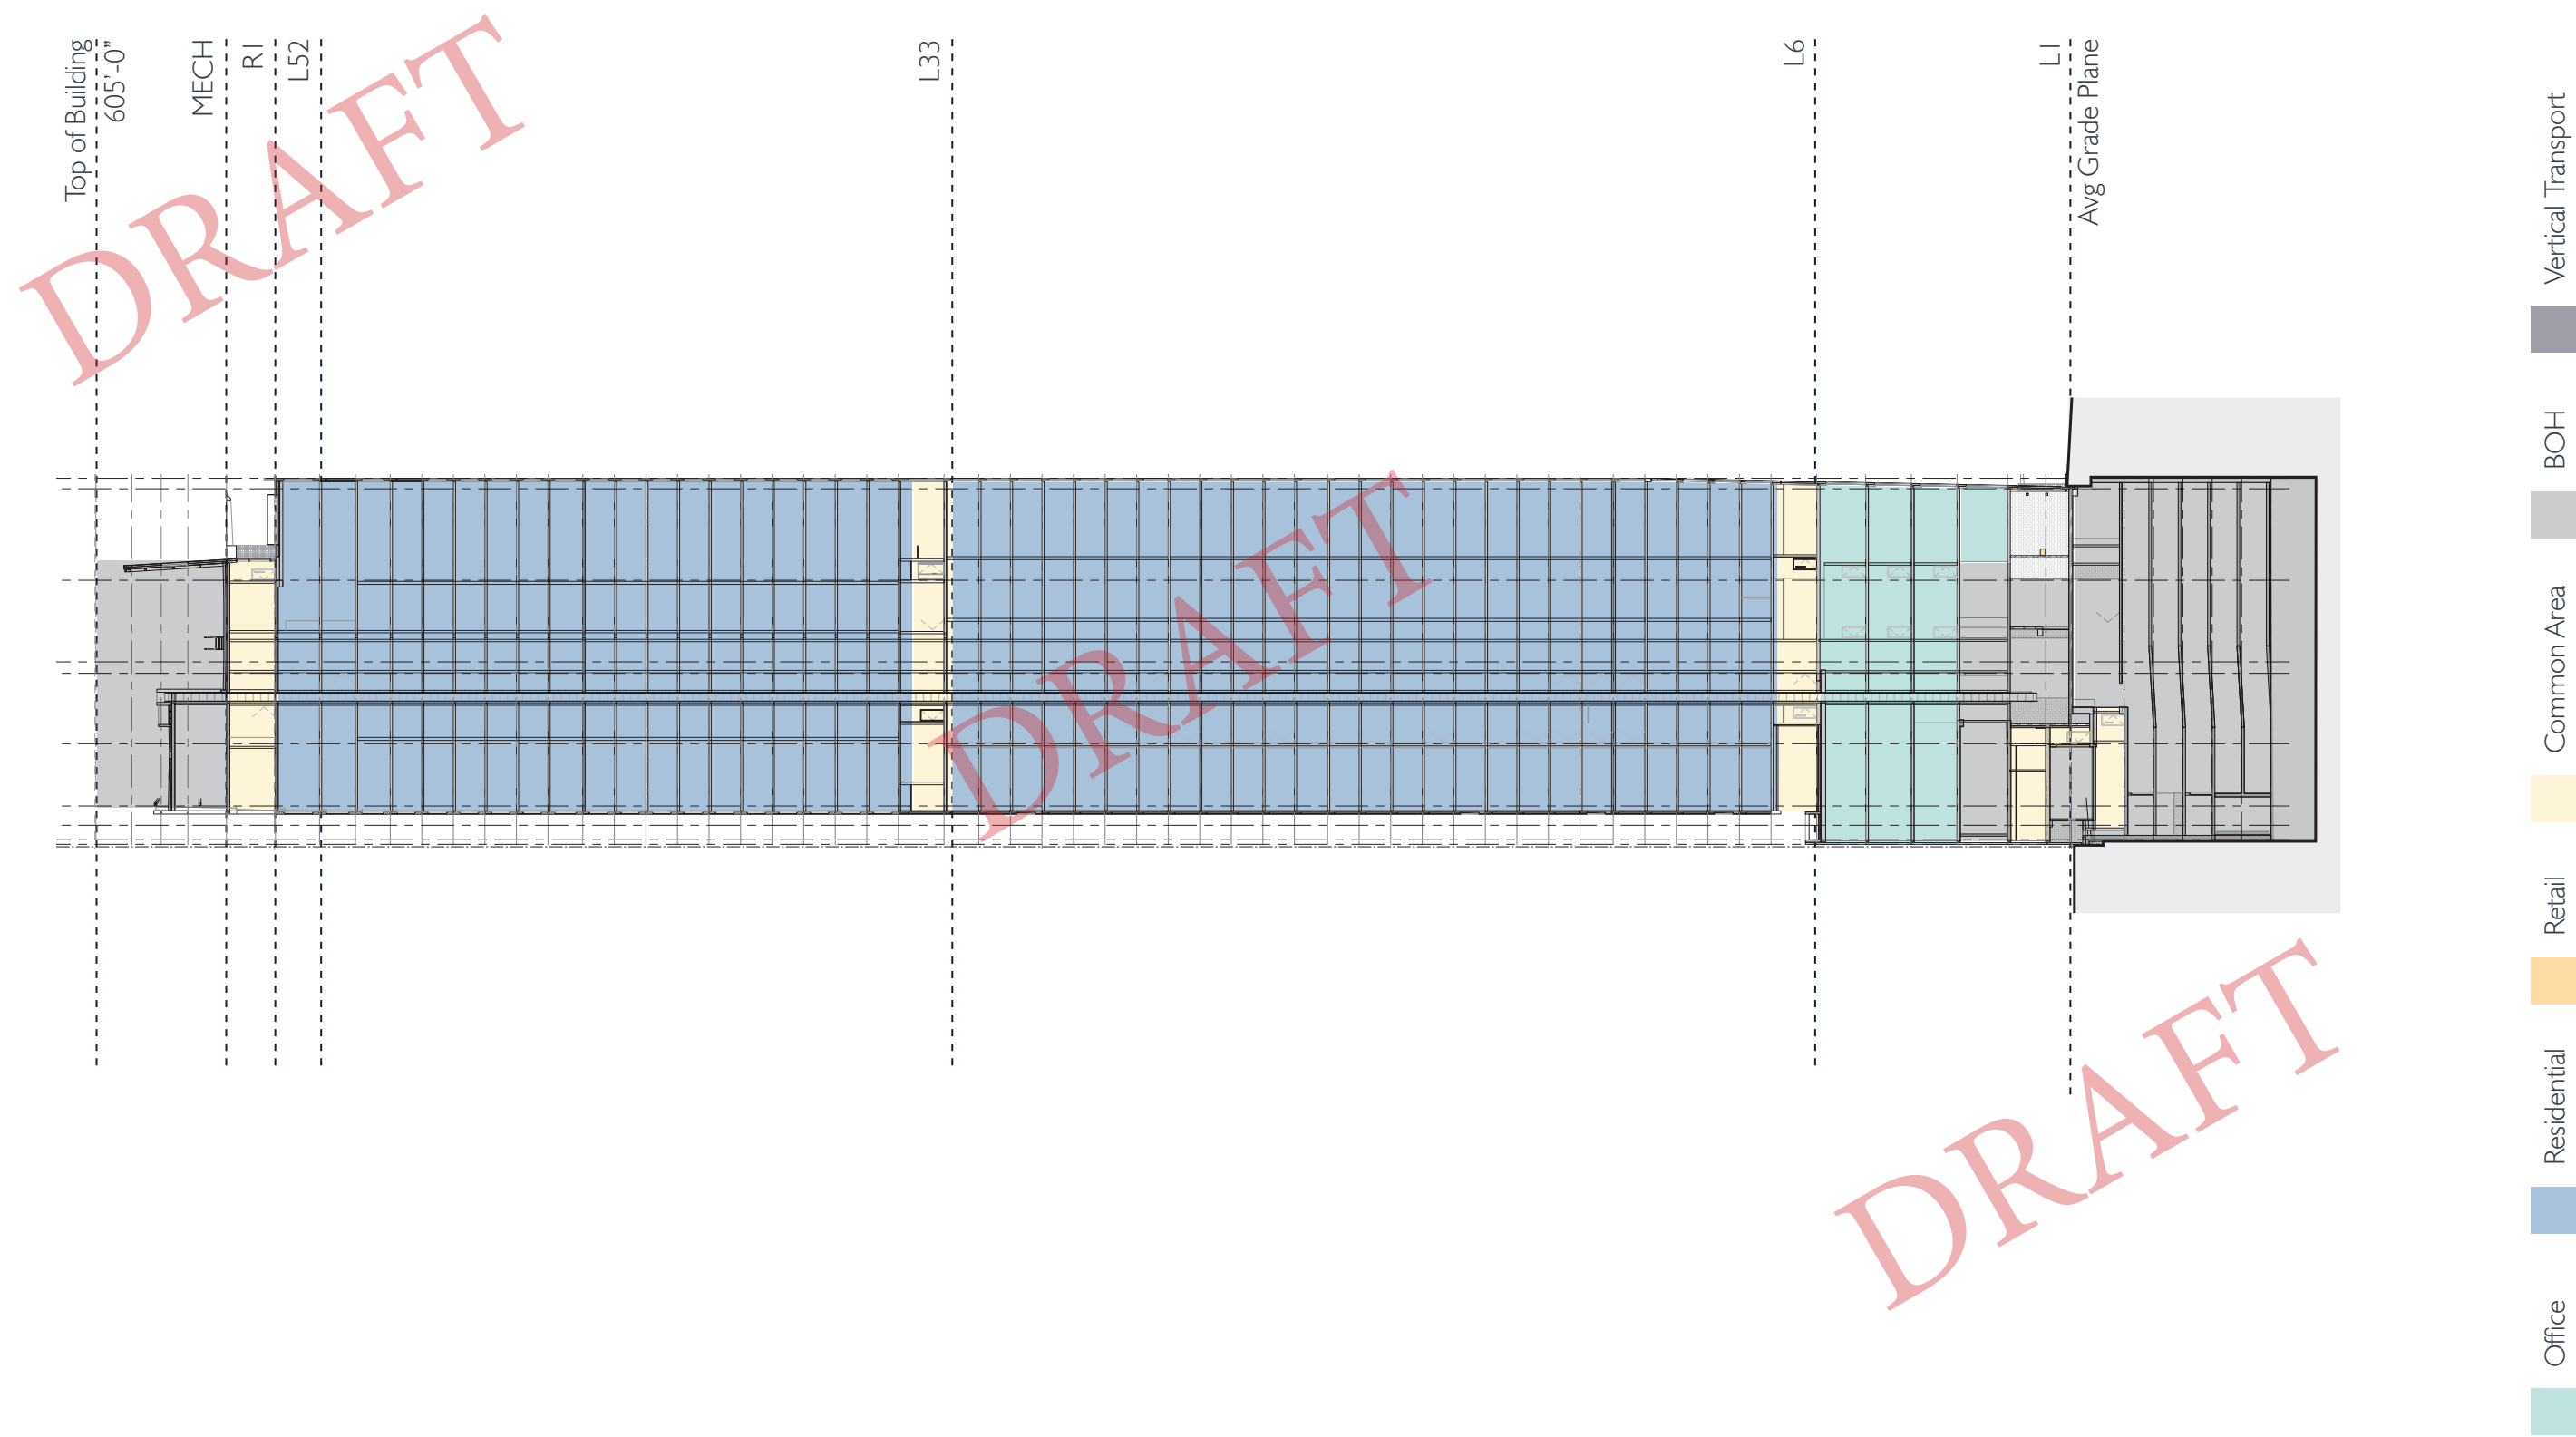 Top of Building
605'-0"
MECH
R1
L52
L33
L6
L1
Avg Grade Plane
DRAFT
DRAFT
DRAFT
Office
Residential
Retail
Common Area
BOH
Vertical Transport